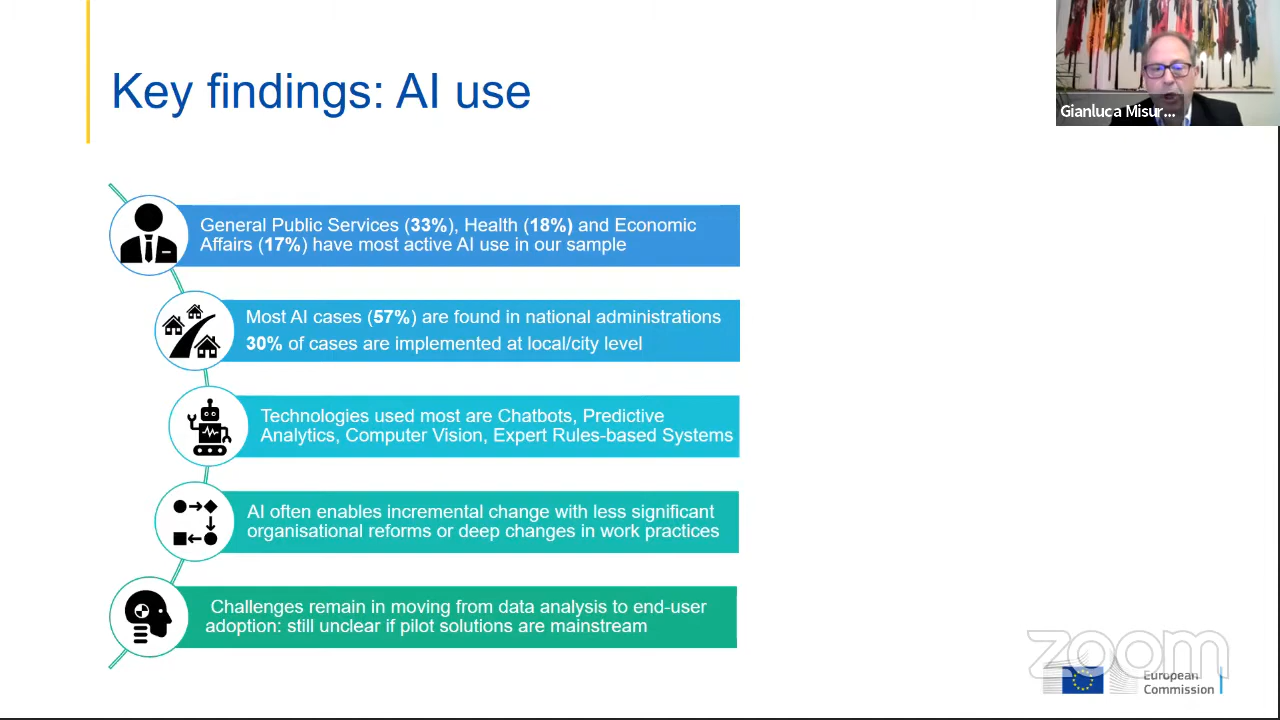 Key findings: AI use
Gianluca Misur...
General Public Services (33%), Health (18%) and Economic
Affairs (17%) have most active AI use in our sample
Most AI cases (57%) are found in national administrations
30% of cases are implemented at local/city level
Technologies used most are Chatbots, Predictive
Analytics, Computer Vision, Expert Rules-based Systems
AI often enables incremental change with less significant
organisational reforms or deep changes in work practices
Challenges remain in moving from data analysis to end-user
adoption: still unclear if pilot solutions are mainstream
zoom
European
Commission